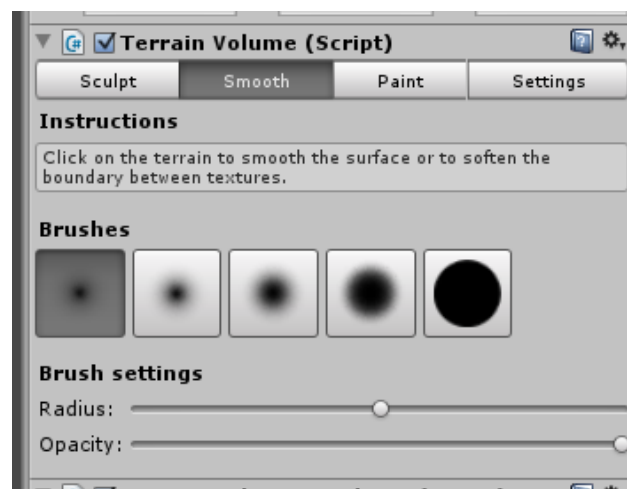 Terrain Volume (Script)
Sculpt Smooth Paint Settings
Instructions
Click on the terrain to smooth the surface or to soften the
boundary between textures.
Brushes
Brush settings
Radius:
Opacity: